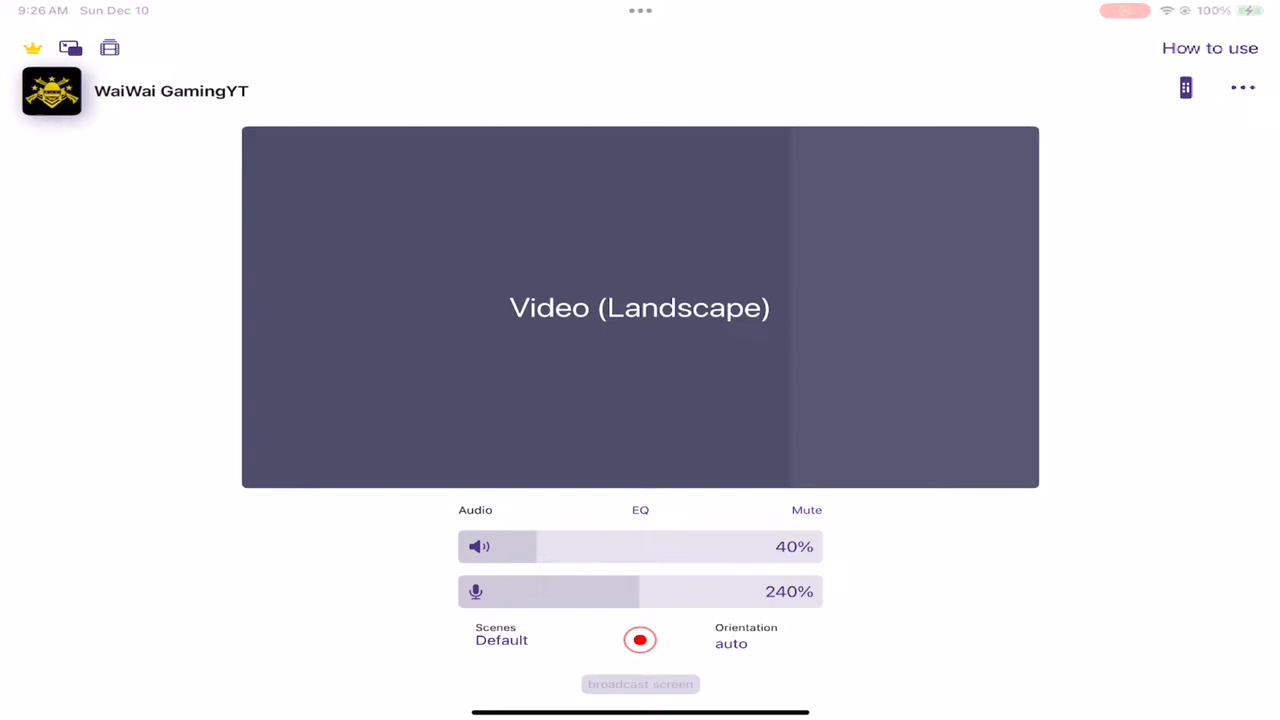 9:26 AM Sun Dec 10
100%
How to use
WaiWai GamingYT
Video (Landscape)
Audio EQ Mute
40%
240%
Scenes
Default
Orientation
auto
broadcast screen